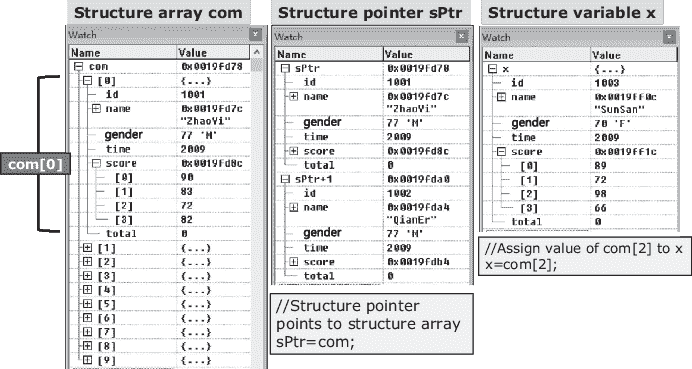 Structure array com
Watch
Name Value
com 0x0019fd78
[0] {...}
id 1001
name 0x0019fd7c
"ZhaoYi"
gender 77 'M'
time 2009
score 0x0019fd8c
[0] 90
[1] 83
[2] 72
[3] 82
total 0
[1] {...}
[2] {...}
[3] {...}
[4] {...}
[5] {...}
[6] {...}
[7] {...}
[8] {...}
[9] {...}
com[0]
Structure pointer sPtr
Watch
Name Value
sPtr 0x0019fd78
id 1001
name 0x0019fd7c
"ZhaoYi"
gender 77 'M'
time 2009
score 0x0019fd8c
total 0
sPtr+1 0x0019fda0
id 1002
name 0x0019fda4
"QianEr"
gender 77 'M'
time 2009
score 0x0019fdb4
total 0
//Structure pointer
points to structure array
sPtr=com;
Structure variable x
Watch
Name Value
x {...}
id 1003
name 0x0019ff0c
"SunSan"
gender 70 'F'
time 2009
score 0x0019ff1c
[0] 89
[1] 72
[2] 98
[3] 66
total 0
//Assign value of com[2] to x
x=com[2];